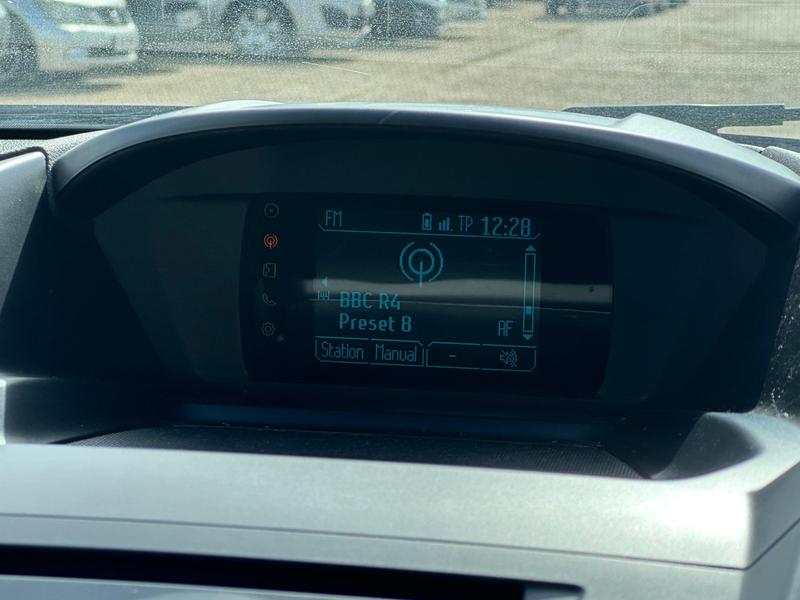 FM TP 12:28
BBC R4
Preset 8 AF
Station Manual -